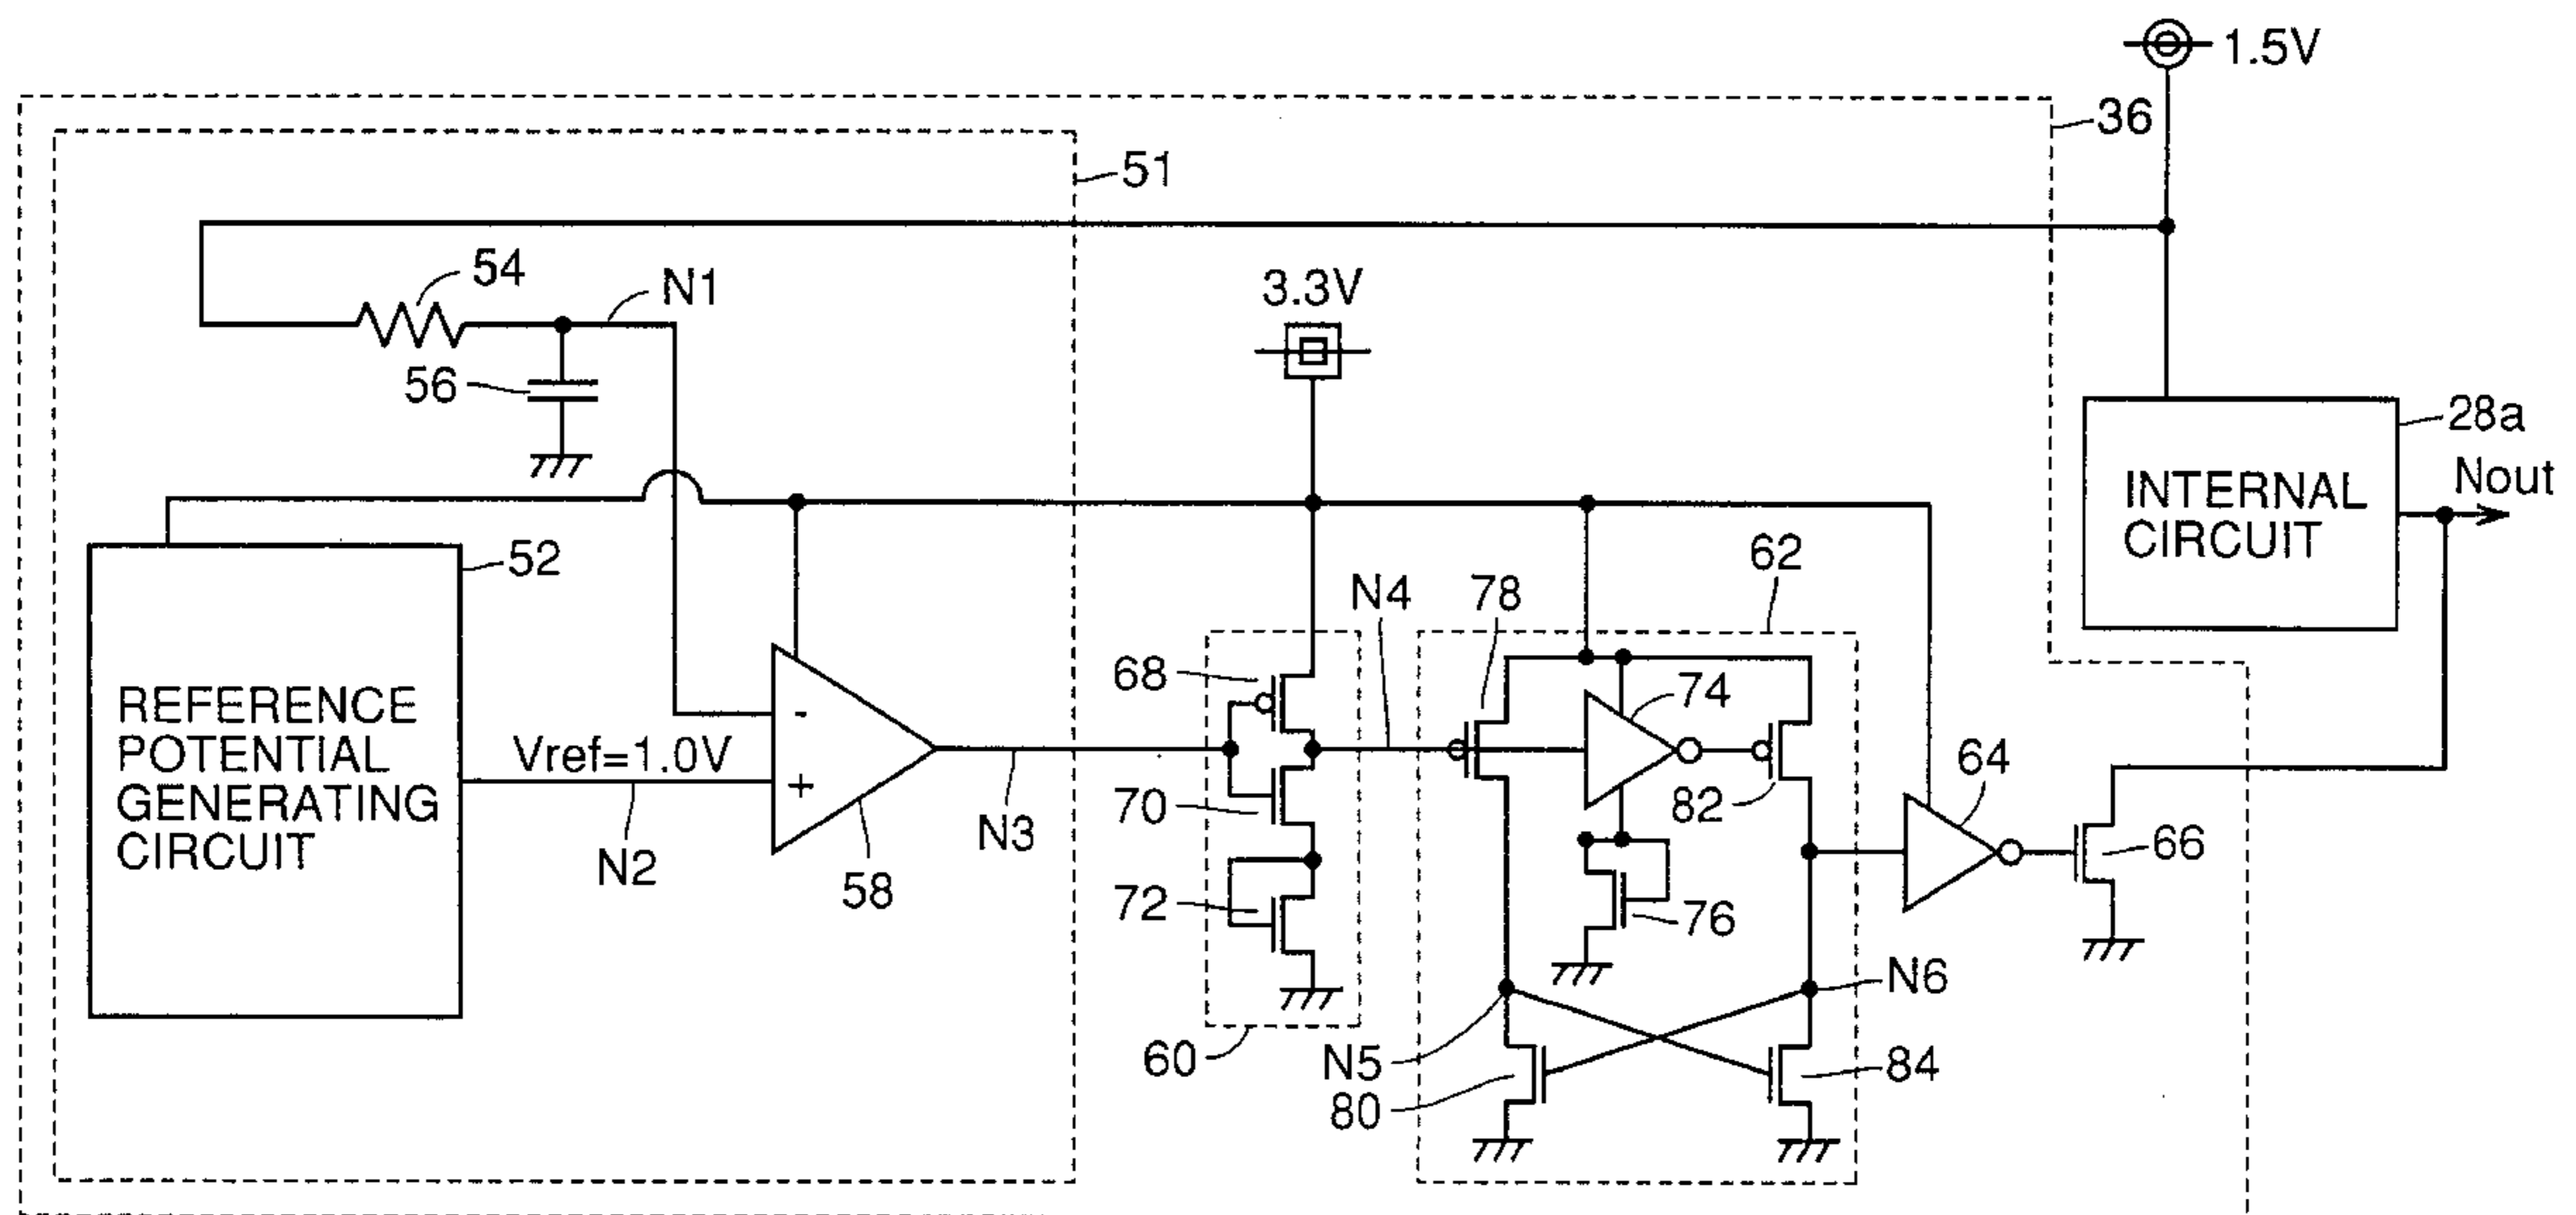 1.5V
36
51
54
N1
3.3V
56
28a
Nout
INTERNAL
CIRCUIT
52
62
N4
78
68
74
REFERENCE
POTENTIAL
GENERATING
CIRCUIT
Vref=1.0V
-
+
64
82
70
N3
N2
58
66
72
76
N6
60
N5
84
80